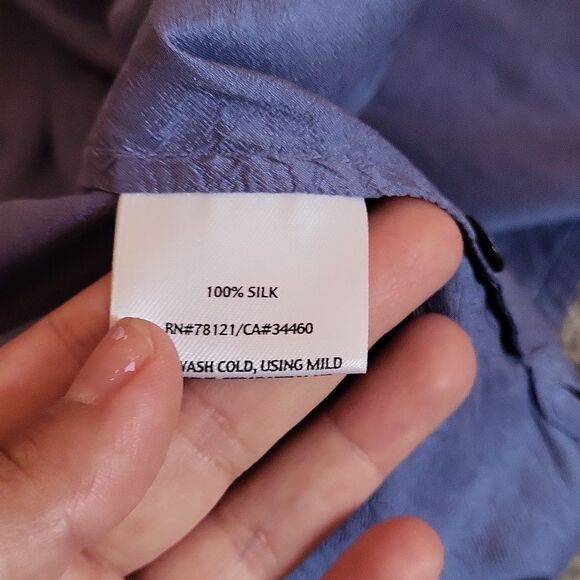 100% SILK
RN#78121/CA#34460
WASH COLD, USING MILD